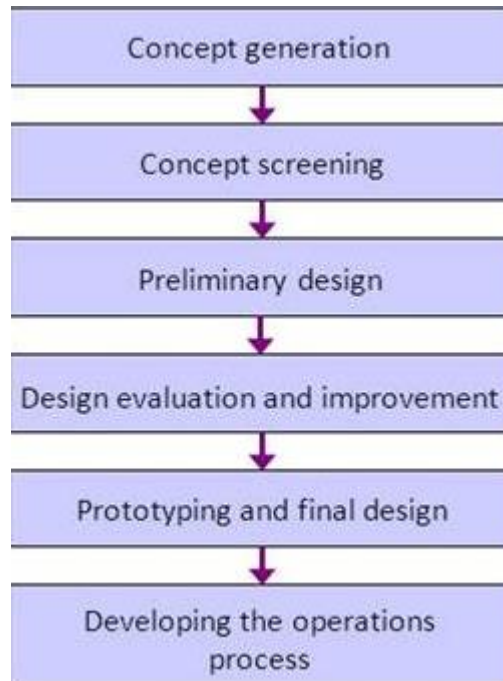 Concept generation
Concept screening
Preliminary design
Design evaluation and improvement
Prototyping and final design
Developing the operations
process